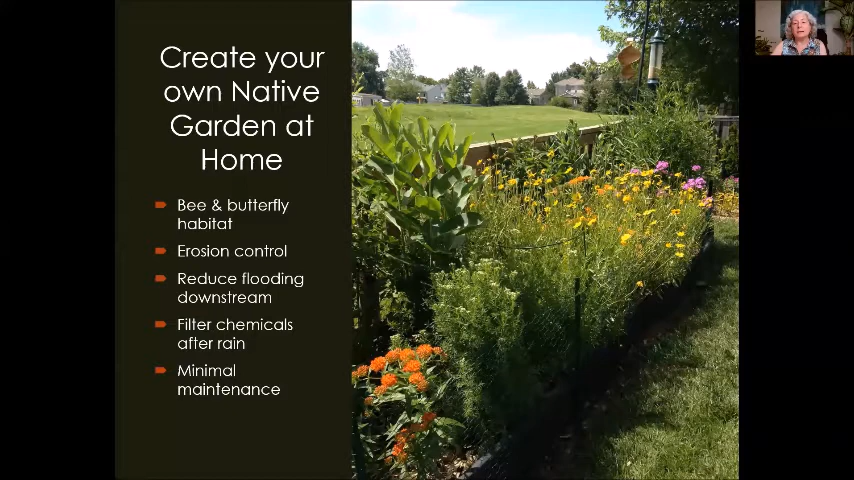 Create your
own Native
Garden at
Home
Bee & butterfly
habitat
Erosion control
Reduce flooding
downstream
Filter chemicals
after rain
Minimal
maintenance